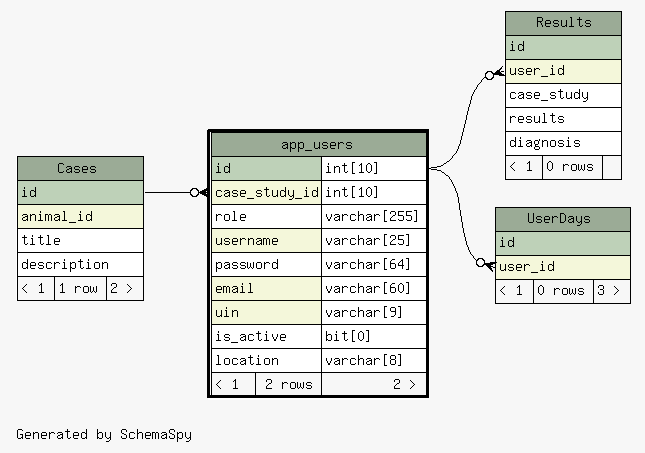 Results
id
user_id
case_study
results
diagnosis
< 1 0 rows
app_users
id int[10]
case_study_id int[10]
role varchar[255]
username varchar[25]
password varchar[64]
email varchar[60]
uin varchar[9]
is_active bit[0]
location varchar[8]
< 1 2 rows 2 >
Cases
id
animal_id
title
description
< 1 1 row 2 >
UserDays
id
user_id
< 1 0 rows 3 >
Generated by SchemaSpy